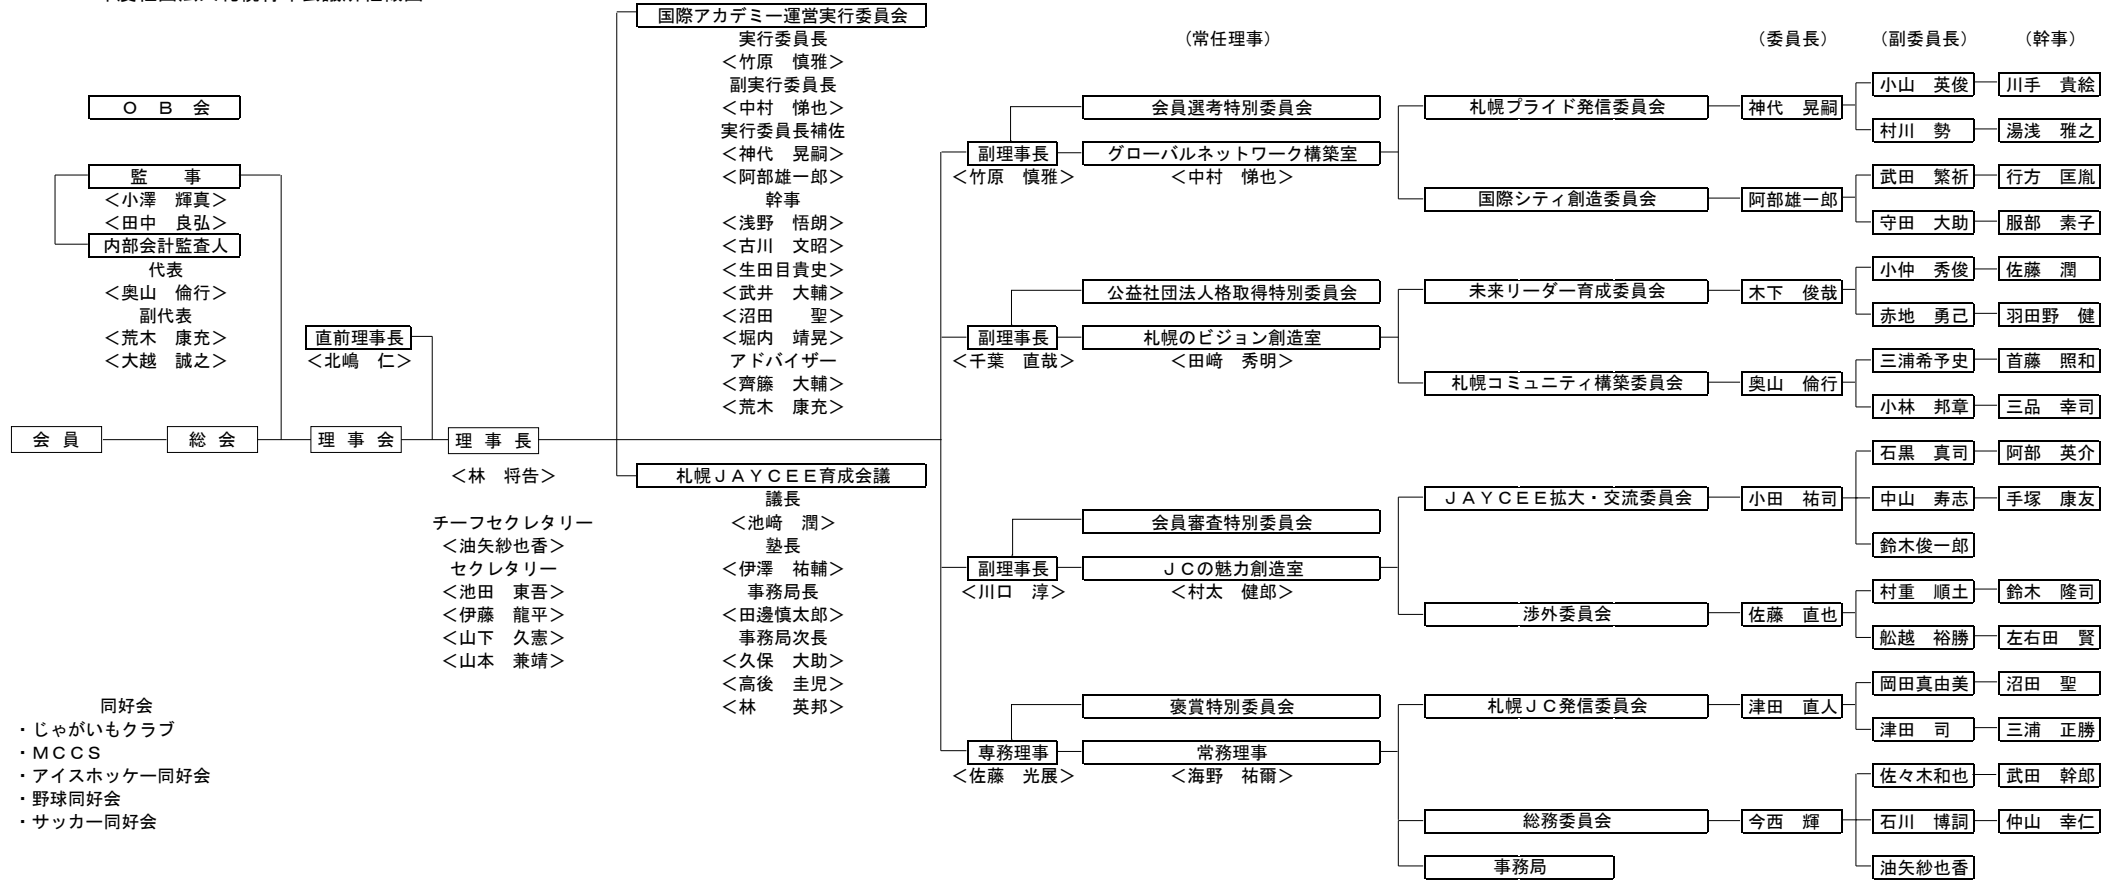 国際アカデミー運営実行委員会
実行委員長
＜竹原　慎雅＞
副実行委員長
＜中村　悌也＞
実行委員長補佐
＜神代　晃嗣＞
＜阿部雄一郎＞
幹事
＜浅野　悟朗＞
＜古川　文昭＞
＜生田目貴史＞
＜武井　大輔＞
＜沼田　　聖＞
＜堀内　靖晃＞
アドバイザー
＜齊藤　大輔＞
＜荒木　康充＞
Ｏ　Ｂ　会
監　　事
＜小澤　輝真＞
＜田中　良弘＞
内部会計監査人
代表
＜奥山　倫行＞
副代表
＜荒木　康充＞
＜大越　誠之＞
直前理事長
＜北嶋　仁＞
会　員
総　会
理　事　会
理　事　長
＜林　将告＞
チーフセクレタリー
＜油矢紗也香＞
セクレタリー
＜池田　東吾＞
＜伊藤　龍平＞
＜山下　久憲＞
＜山本　兼靖＞
札幌ＪＡＹＣＥＥ育成会議
議長
＜池﨑　潤＞
塾長
＜伊澤　祐輔＞
事務局長
＜田邊慎太郎＞
事務局次長
＜久保　大助＞
＜高後　圭児＞
＜林　　英邦＞
同好会
・じゃがいもクラブ
・ＭＣＣＳ
・アイスホッケー同好会
・野球同好会
・サッカー同好会
（常任理事）
（委員長）
（副委員長）
（幹事）
会員選考特別委員会
副理事長
＜竹原　慎雅＞
グローバルネットワーク構築室
＜中村　悌也＞
札幌プライド発信委員会
神代　晃嗣
小山　英俊
川手　貴絵
村川　勢
湯浅　雅之
国際シティ創造委員会
阿部雄一郎
武田　繁祈
行方　匡胤
守田　大助
服部　素子
公益社団法人格取得特別委員会
副理事長
＜千葉　直哉＞
札幌のビジョン創造室
＜田﨑　秀明＞
未来リーダー育成委員会
木下　俊哉
小仲　秀俊
佐藤　潤
赤地　勇己
羽田野　健
札幌コミュニティ構築委員会
奥山　倫行
三浦希予史
首藤　照和
小林　邦章
三品　幸司
会員審査特別委員会
副理事長
＜川口　淳＞
ＪＣの魅力創造室
＜村太　健郎＞
ＪＡＹＣＥＥ拡大・交流委員会
小田　祐司
石黒　真司
阿部　英介
中山　寿志
手塚　康友
鈴木俊一郎
渉外委員会
佐藤　直也
村重　順土
鈴木　隆司
舩越　裕勝
左右田　賢
褒賞特別委員会
専務理事
＜佐藤　光展＞
常務理事
＜海野　祐爾＞
札幌ＪＣ発信委員会
津田　直人
岡田真由美
沼田　聖
津田　司
三浦　正勝
総務委員会
今西　輝
佐々木和也
武田　幹郎
石川　博詞
仲山　幸仁
油矢紗也香
事務局